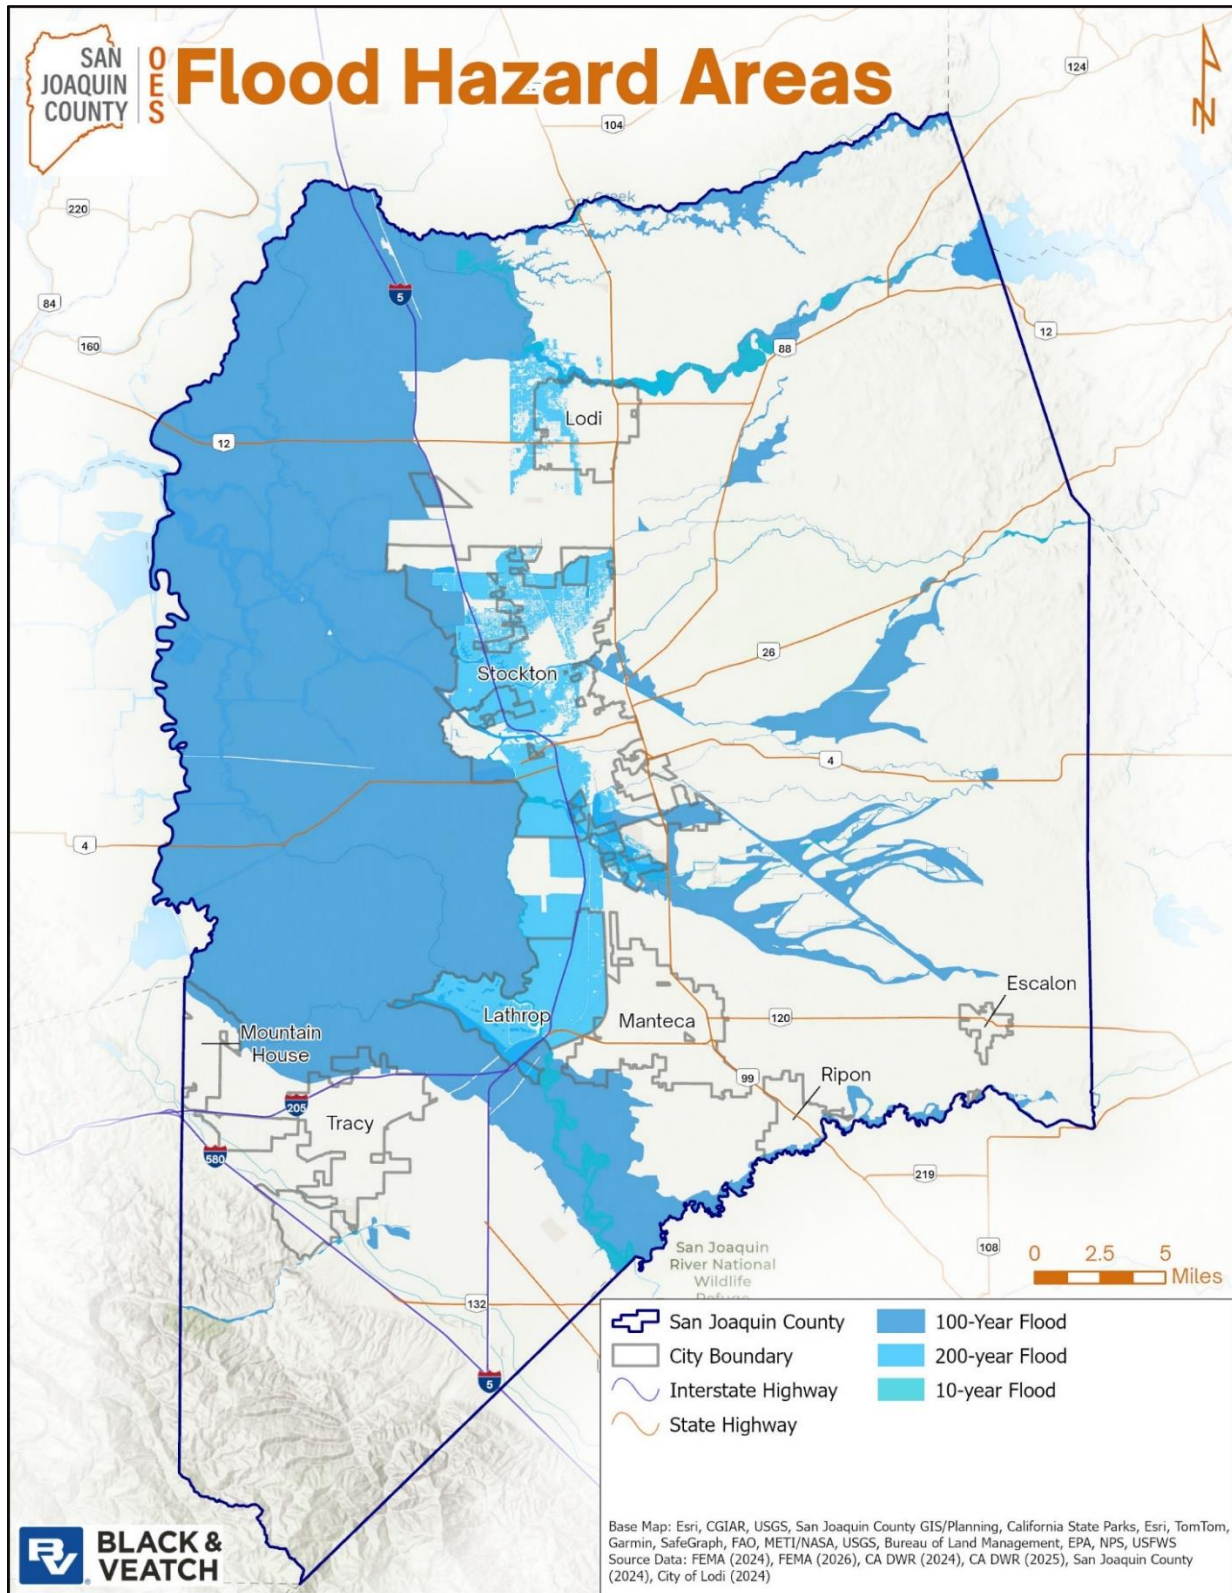 SAN
JOAQUIN
COUNTY
OES
Flood Hazard Areas
N
124
104
220
Creek
5
84
12
160
88
Lodi
12
26
Stockton
4
4
Escalon
Lathrop
Manteca
120
Mountain
House
99
Ripon
205
Tracy
580
219
San Joaquin
River National
Wildlife
108
0 2.5 5
Miles
132
5
San Joaquin County
City Boundary
Interstate Highway
State Highway
100-Year Flood
200-year Flood
10-year Flood
BV
BLACK &
VEATCH
Base Map: Esri, CGIAR, USGS, San Joaquin County GIS/Planning, California State Parks, Esri, TomTom,
Garmin, SafeGraph, FAO, METI/NASA, USGS, Bureau of Land Management, EPA, NPS, USFWS
Source Data: FEMA (2024), FEMA (2026), CA DWR (2024), CA DWR (2025), San Joaquin County
(2024), City of Lodi (2024)